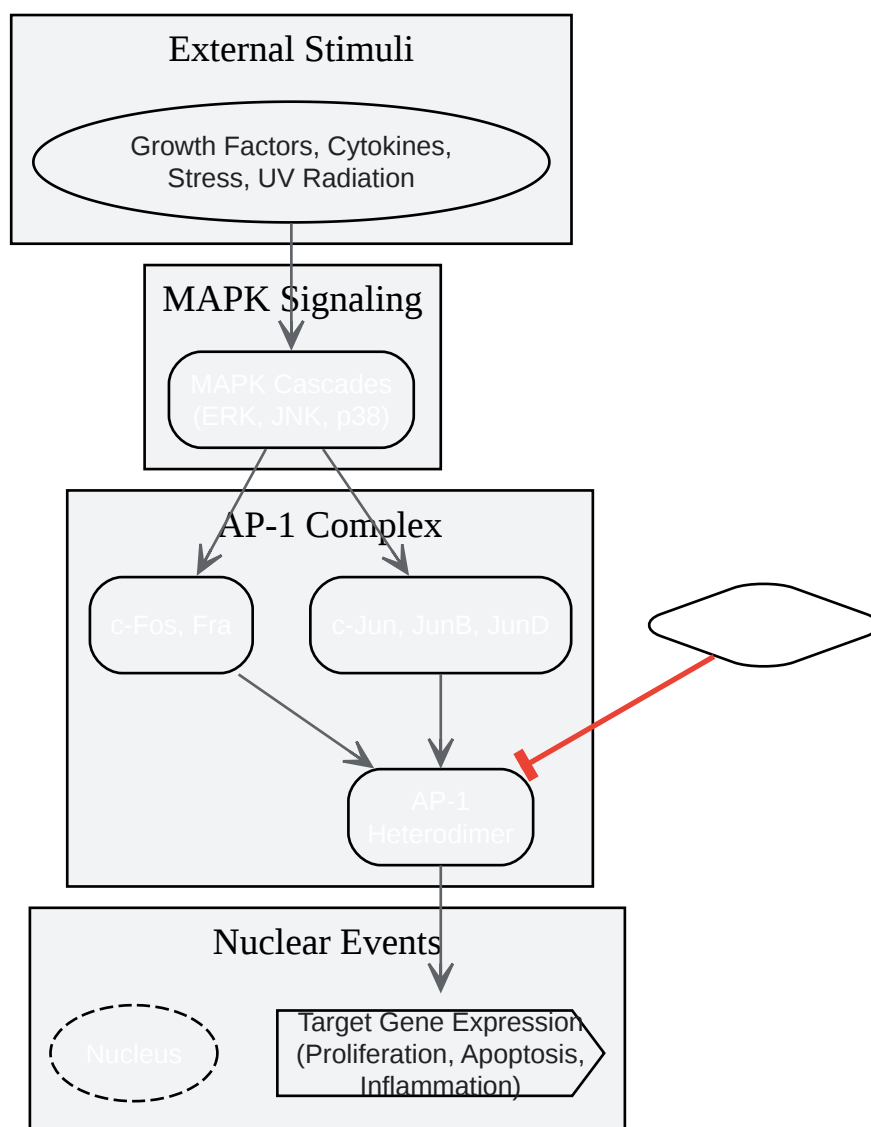 External Stimuli
Growth Factors, Cytokines,
Stress, UV Radiation
MAPK Signaling
MAPK Cascades
(ERK, JNK, p38)
AP-1 Complex
c-Fos, Fra
c-Jun, JunB, JunD
AP-1
Heterodimer
Nuclear Events
Nucleus
Target Gene Expression
(Proliferation, Apoptosis,
Inflammation)